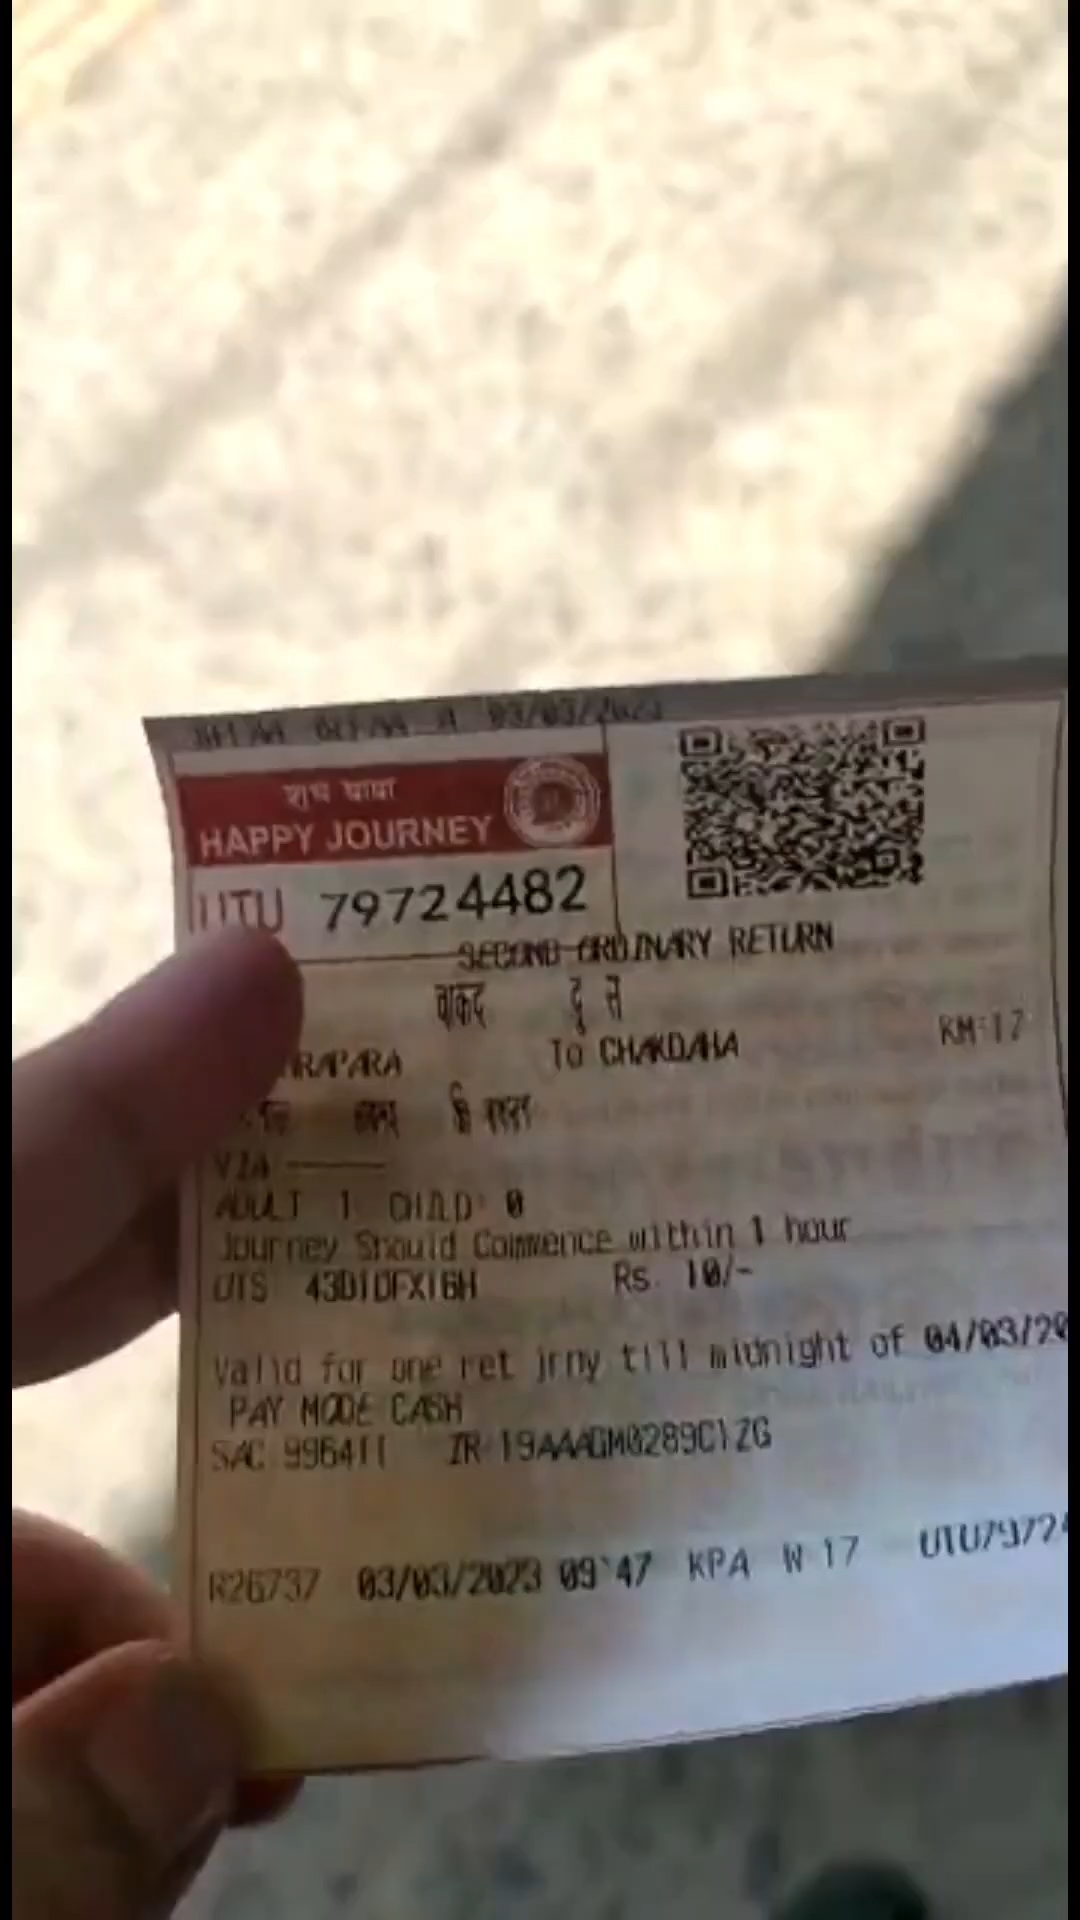 03/03/2023
शुभ यात्रा
HAPPY JOURNEY
UTU 79724482
SECOND ORDINARY RETURN
To CHAKDAHA KM:17
VIA
ADULT 1 CHILD: 0
Journey Should Commence within 1 hour
UTS Rs. 10/-
Valid for one ret jrny till midnight of 04/03/20
PAY MODE CASH
SAC:996411 IR:19AAAGM0289C1ZG
R26737 03/03/2023 09:47 KPA W 17 UTU7972